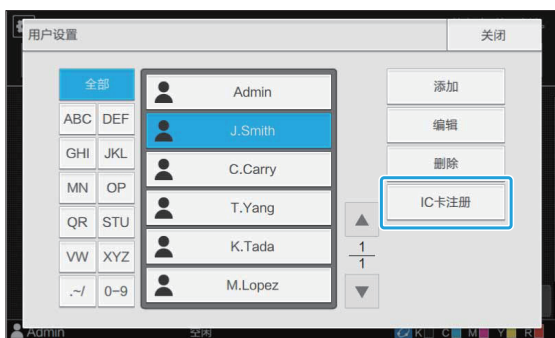 用户设置
关闭
全部
ABC DEF
GHI JKL
MN OP
QR STU
VW XYZ
.~/ 0-9
Admin
J.Smith
C.Carry
T.Yang
K.Tada
M.Lopez
1
1
添加
编辑
删除
IC卡注册
Admin 空闲 K C M Y R